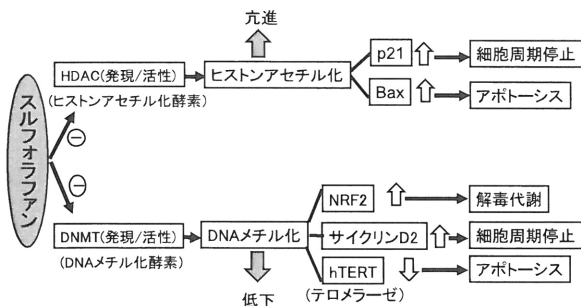 亢進
スルフォラファン
HDAC(発現/活性)
(ヒストンアセチル化酵素)
ヒストンアセチル化
p21
細胞周期停止
Bax
アポトーシス
DNMT(発現/活性)
(DNAメチル化酵素)
DNAメチル化
NRF2
解毒代謝
サイクリンD2
細胞周期停止
hTERT
(テロメラーゼ)
アポトーシス
低下